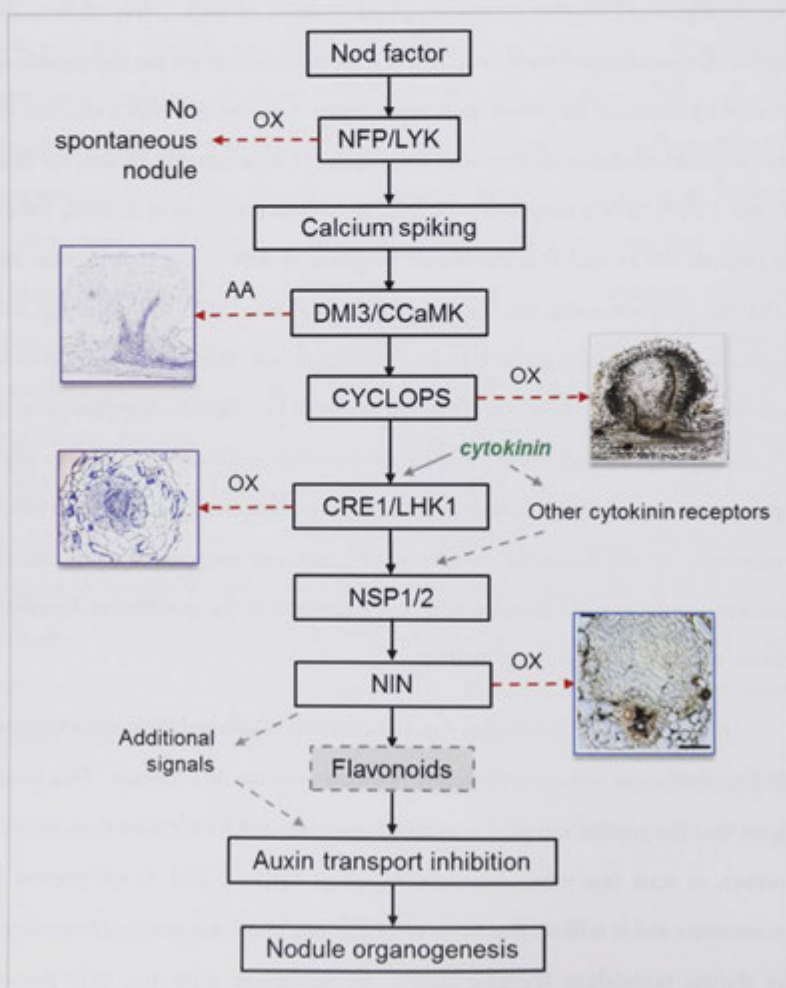 Nod factor
No
spontaneous
nodule
OX
NFP/LYK
Calcium spiking
AA
DMI3/CCaMK
CYCLOPS
OX
cytokinin
OX
CRE1/LHK1
Other cytokinin receptors
NSP1/2
NIN
OX
Additional
signals
Flavonoids
Auxin transport inhibition
Nodule organogenesis